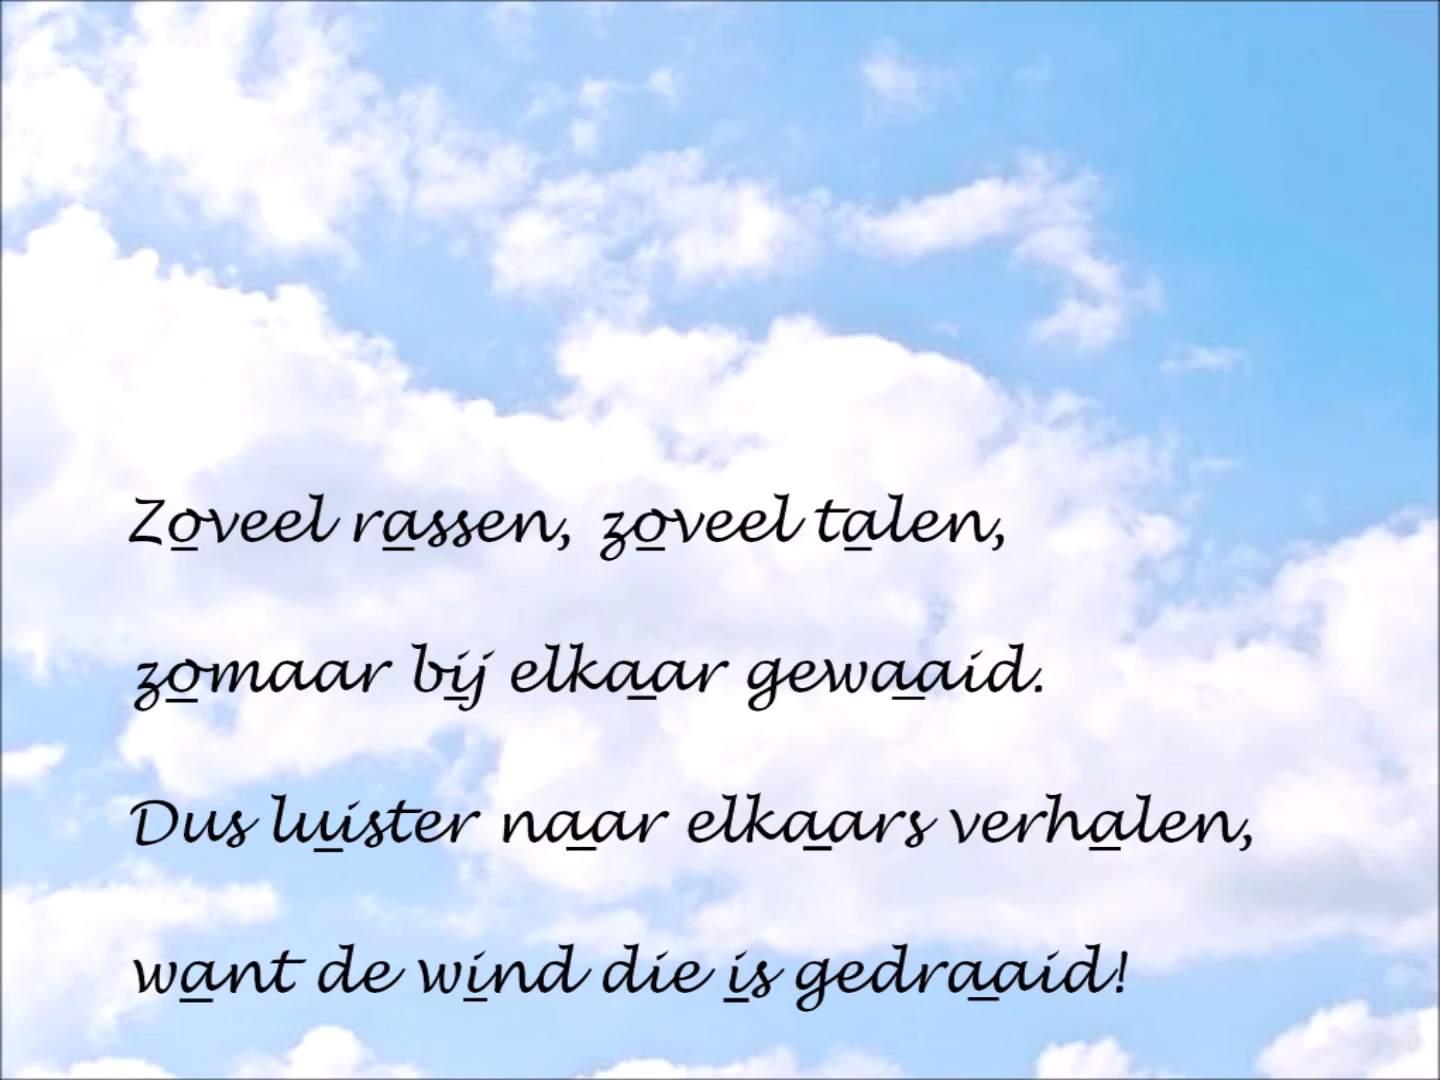 Zoveel rassen, zoveel talen,
zomaar bij elkaar gewaaid.
Dus luister naar elkaars verhalen,
want de wind die is gedraaid!